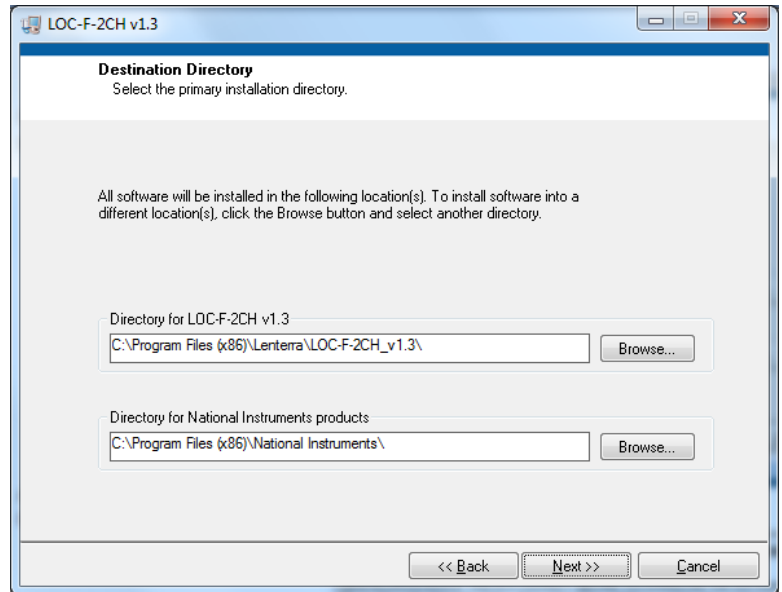 LOC-F-2CH v1.3
Destination Directory
Select the primary installation directory.
All software will be installed in the following location(s). To install software into a
different location(s), click the Browse button and select another directory.
Directory for LOC-F-2CH v1.3
C:\Program Files (x86)\Lenterra\LOC-F-2CH_v1.3\
Browse...
Directory for National Instruments products
C:\Program Files (x86)\National Instruments\
Browse...
<< Back
Next >>
Cancel